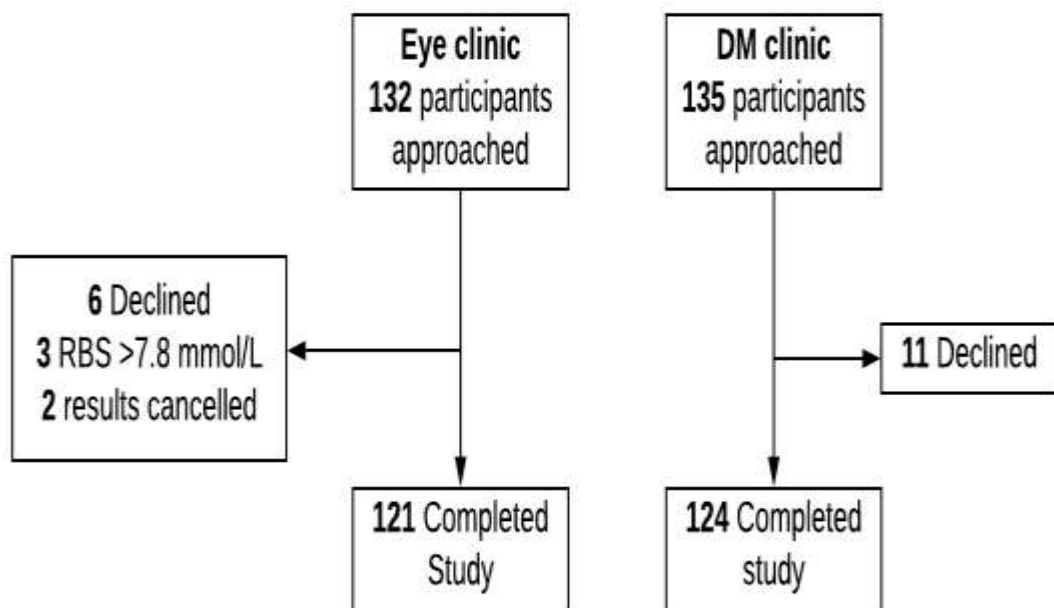 Eye clinic
132 participants
approached
DM clinic
135 participants
approached
6 Declined
3 RBS >7.8 mmol/L
2 results cancelled
11 Declined
121 Completed
Study
124 Completed
study